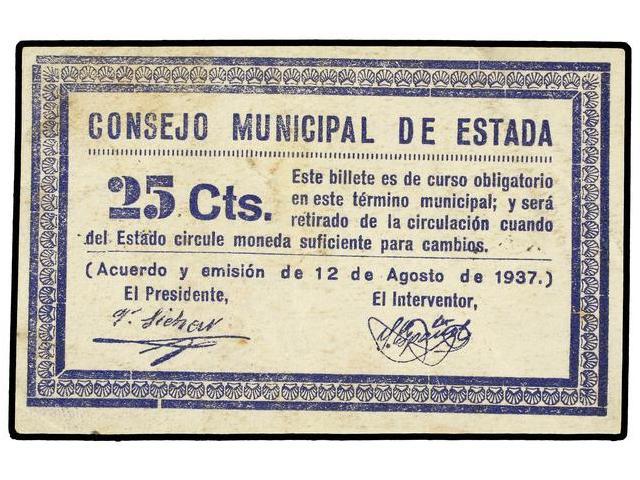 CONSEJO MUNICIPAL DE ESTADA
25 Cts.
Este billete es de curso obligatorio
en este término municipal; y será
retirado de la circulación cuando
del Estado circule moneda suficiente para cambios.
(Acuerdo y emisión de 12 de Agosto de 1937.)
El Presidente, El Interventor,